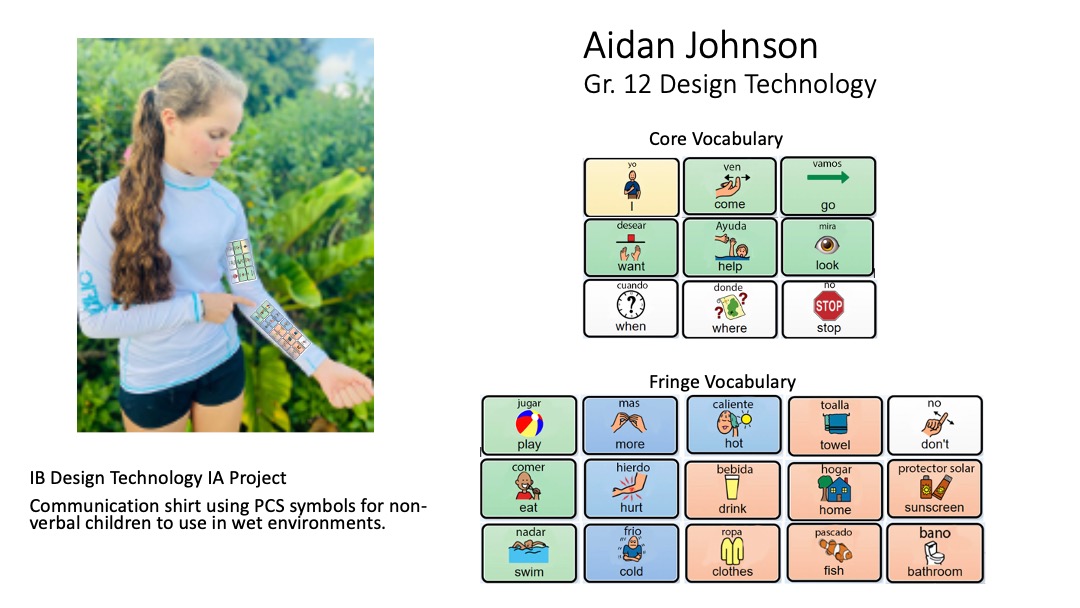 Aidan Johnson
Gr. 12 Design Technology
Core Vocabulary
yo
I
ven
come
vamos
go
desear
want
Ayuda
help
mira
look
cuando
when
donde
where
no
STOP
stop
Fringe Vocabulary
jugar
play
mas
more
caliente
hot
toalla
towel
no
don't
comer
eat
hierdo
hurt
bebida
drink
hogar
home
protector solar
sunscreen
nadar
swim
frio
cold
ropa
clothes
pascado
fish
bano
bathroom
IB Design Technology IA Project
Communication shirt using PCS symbols for non-
verbal children to use in wet environments.